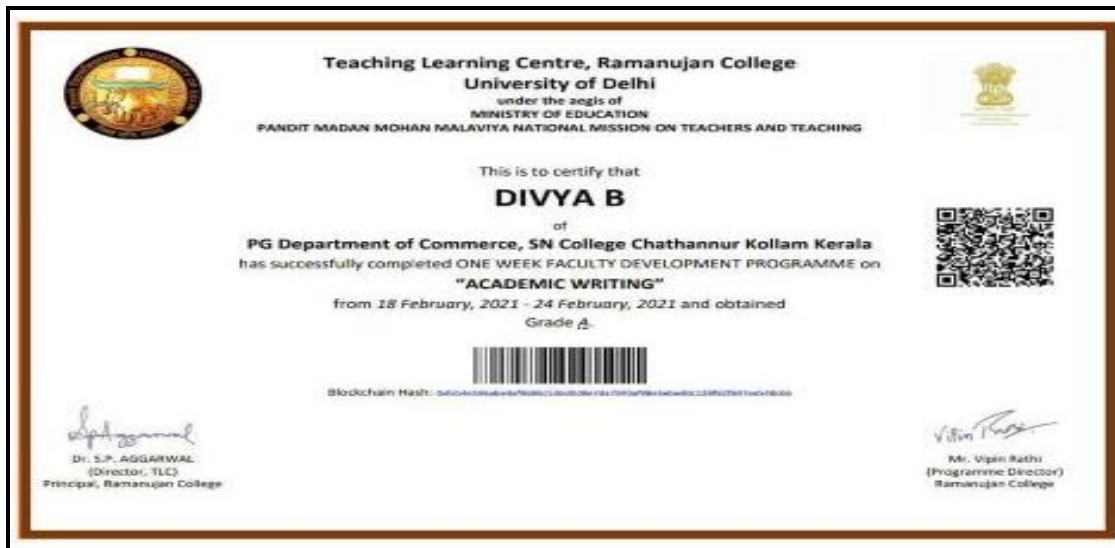 Teaching Learning Centre, Ramanujan College
University of Delhi
under the aegis of
MINISTRY OF EDUCATION
PANDIT MADAN MOHAN MALAVIYA NATIONAL MISSION ON TEACHERS AND TEACHING
This is to certify that
DIVYA B
of
PG Department of Commerce, SN College Chathannur Kollam Kerala
has successfully completed ONE WEEK FACULTY DEVELOPMENT PROGRAMME on
"ACADEMIC WRITING"
from 18 February, 2021 - 24 February, 2021 and obtained
Grade A.
Blockchain Hash:
Dr. S.P. AGGARWAL
(Director, TLC)
Principal, Ramanujan College
Mr. Vipin Rathi
(Programme Director)
Ramanujan College